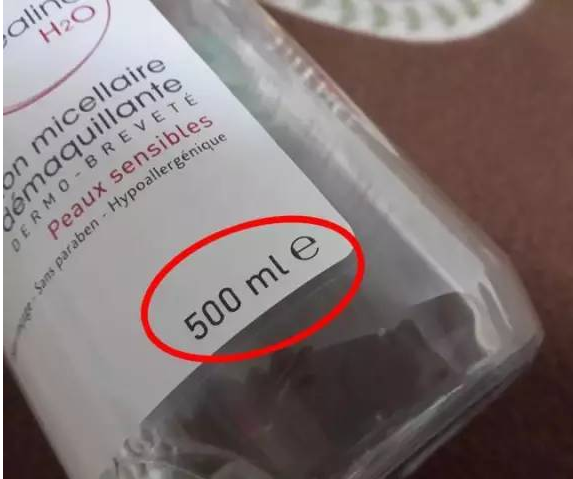 H2O
micellaire
démaquillante
DERMO-BREVETÉ
Peaux sensibles
Sans paraben - Hypoallergénique
500 ml ℮